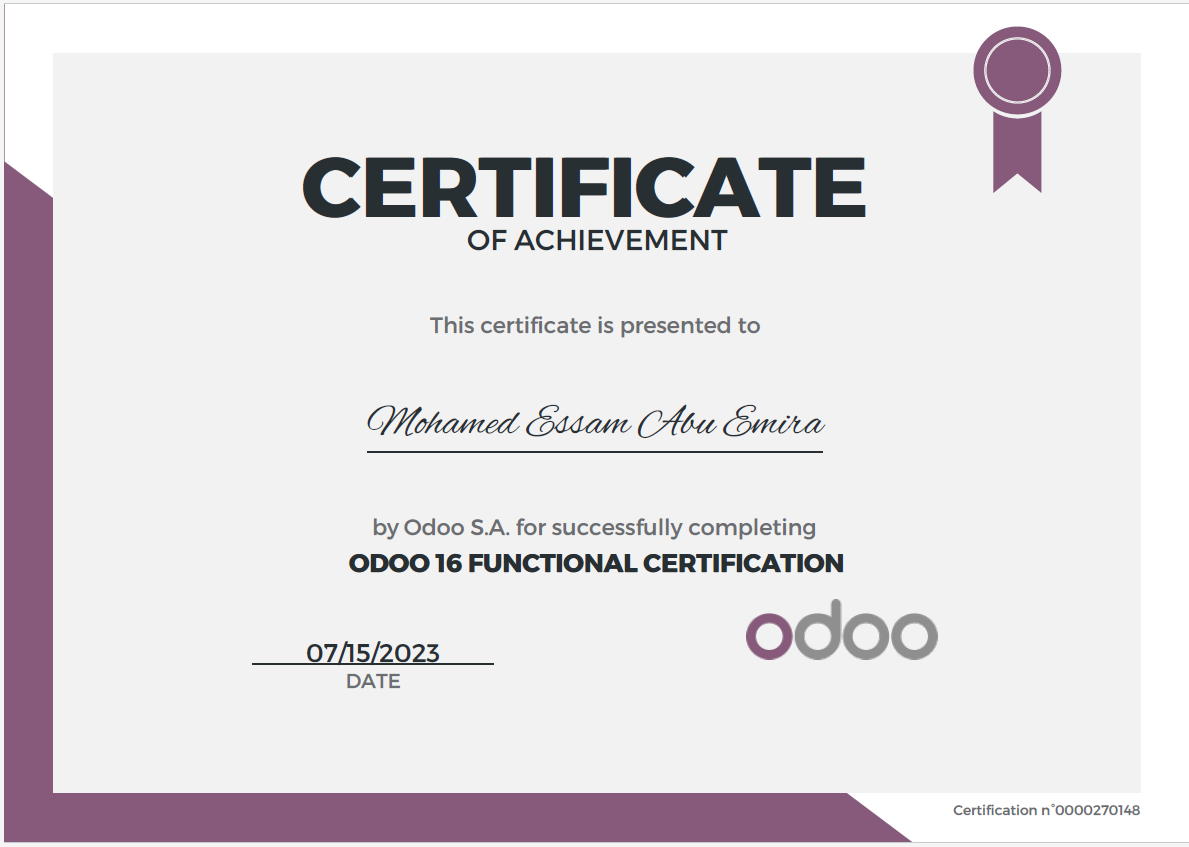 CERTIFICATE
OF ACHIEVEMENT
This certificate is presented to
Mohamed Essam Abu Emira
by Odoo S.A. for successfully completing
ODOO 16 FUNCTIONAL CERTIFICATION
odoo
07/15/2023
DATE
Certification n°0000270148